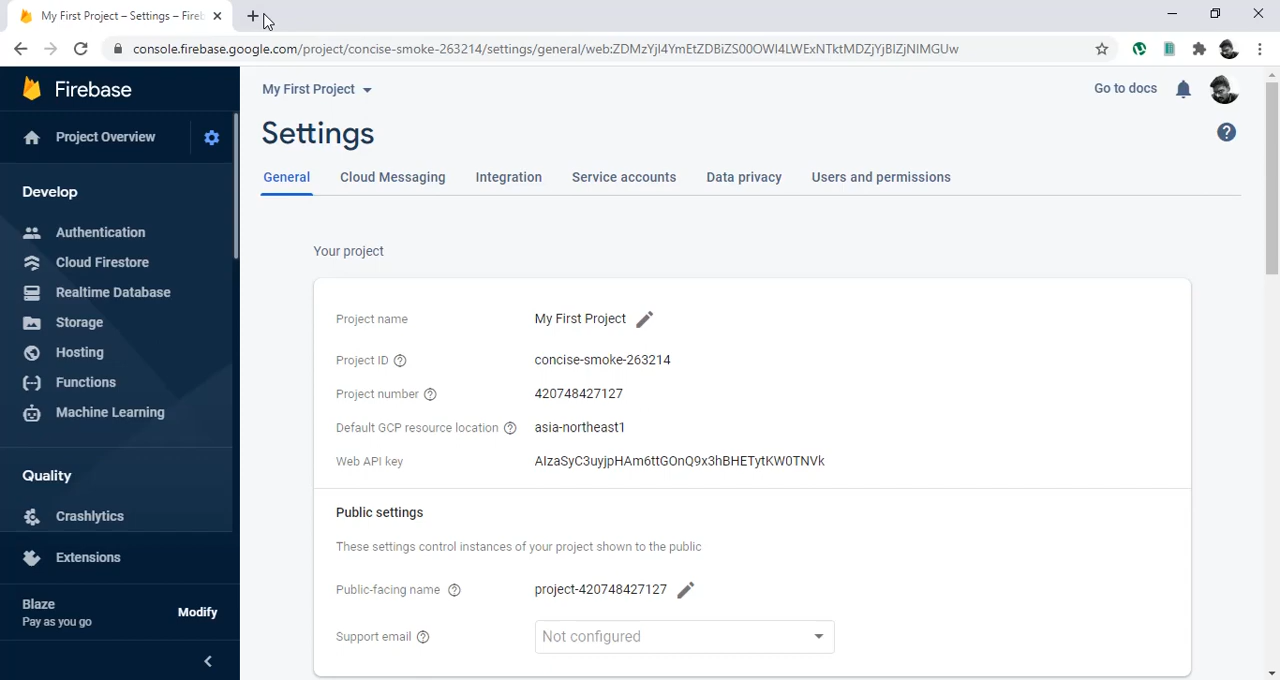 My First Project – Settings – Fireb
console.firebase.google.com/project/concise-smoke-263214/settings/general/web:ZDMzYjI4YmEtZDBiZS00OWI4LWExNTktMDZjYjBlZjNlMGUw
Firebase
My First Project
Go to docs
Project Overview
Settings
General
Cloud Messaging
Integration
Service accounts
Data privacy
Users and permissions
Develop
Authentication
Cloud Firestore
Realtime Database
Storage
Hosting
Functions
Machine Learning
Quality
Crashlytics
Extensions
Blaze
Pay as you go
Modify
Your project
Project name
My First Project
Project ID
concise-smoke-263214
Project number
420748427127
Default GCP resource location
asia-northeast1
Web API key
AIzaSyC3uyjpHAm6ttGOnQ9x3hBHETytKW0TNVk
Public settings
These settings control instances of your project shown to the public
Public-facing name
project-420748427127
Support email
Not configured